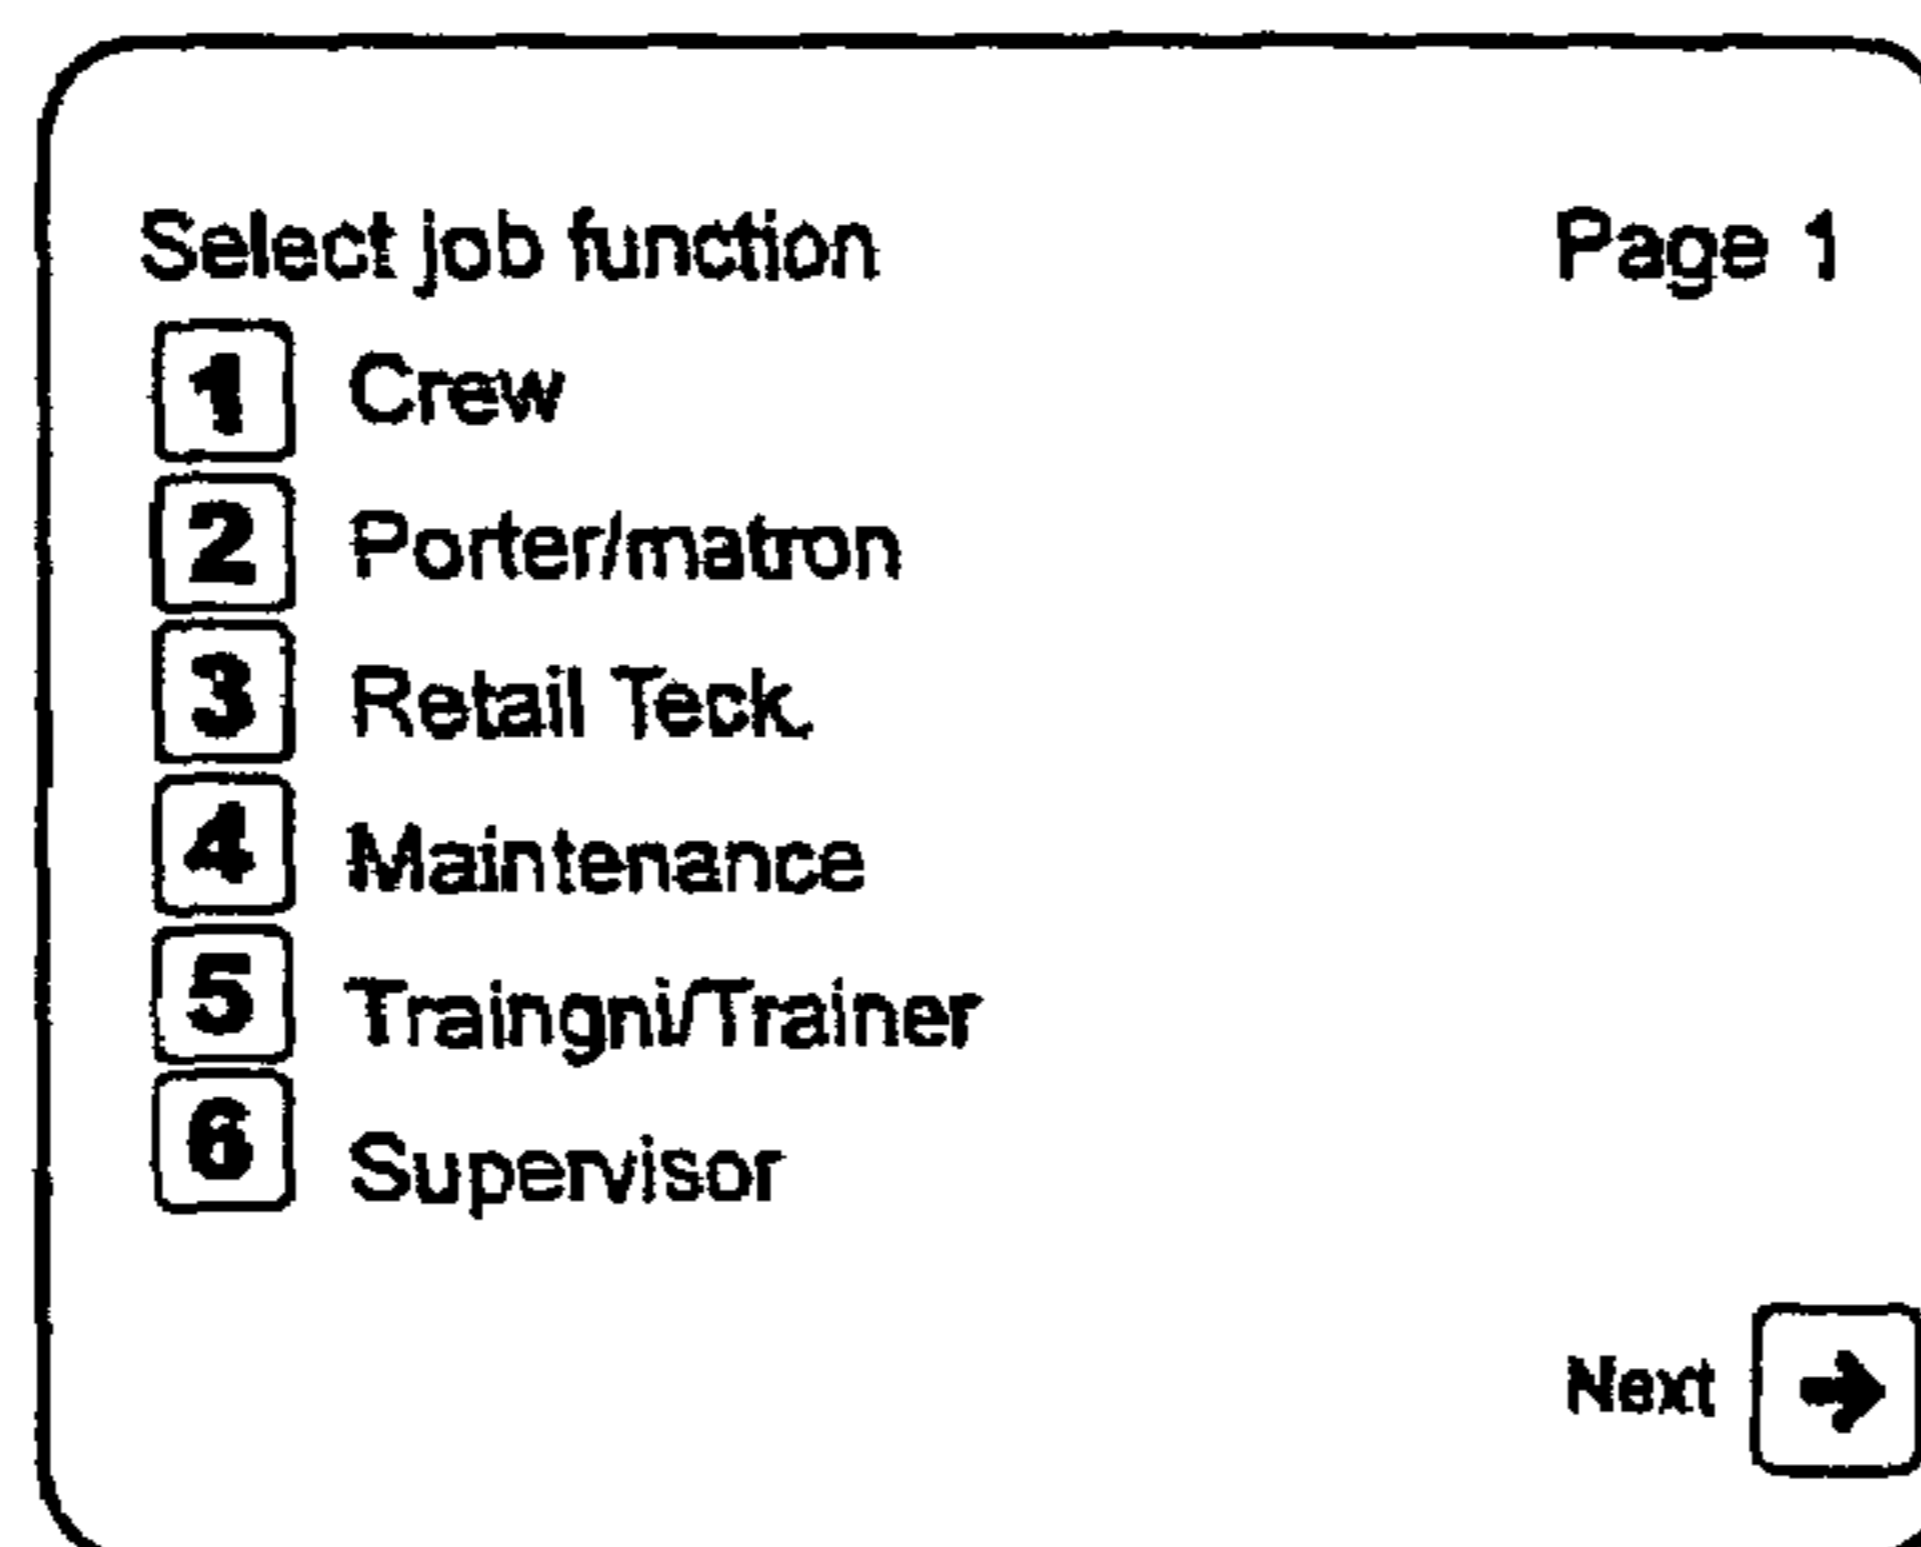 Select job function Page 1
1 Crew
2 Porter/matron
3 Retail Teck.
4 Maintenance
5 Traingni/Trainer
6 Supervisor
Next